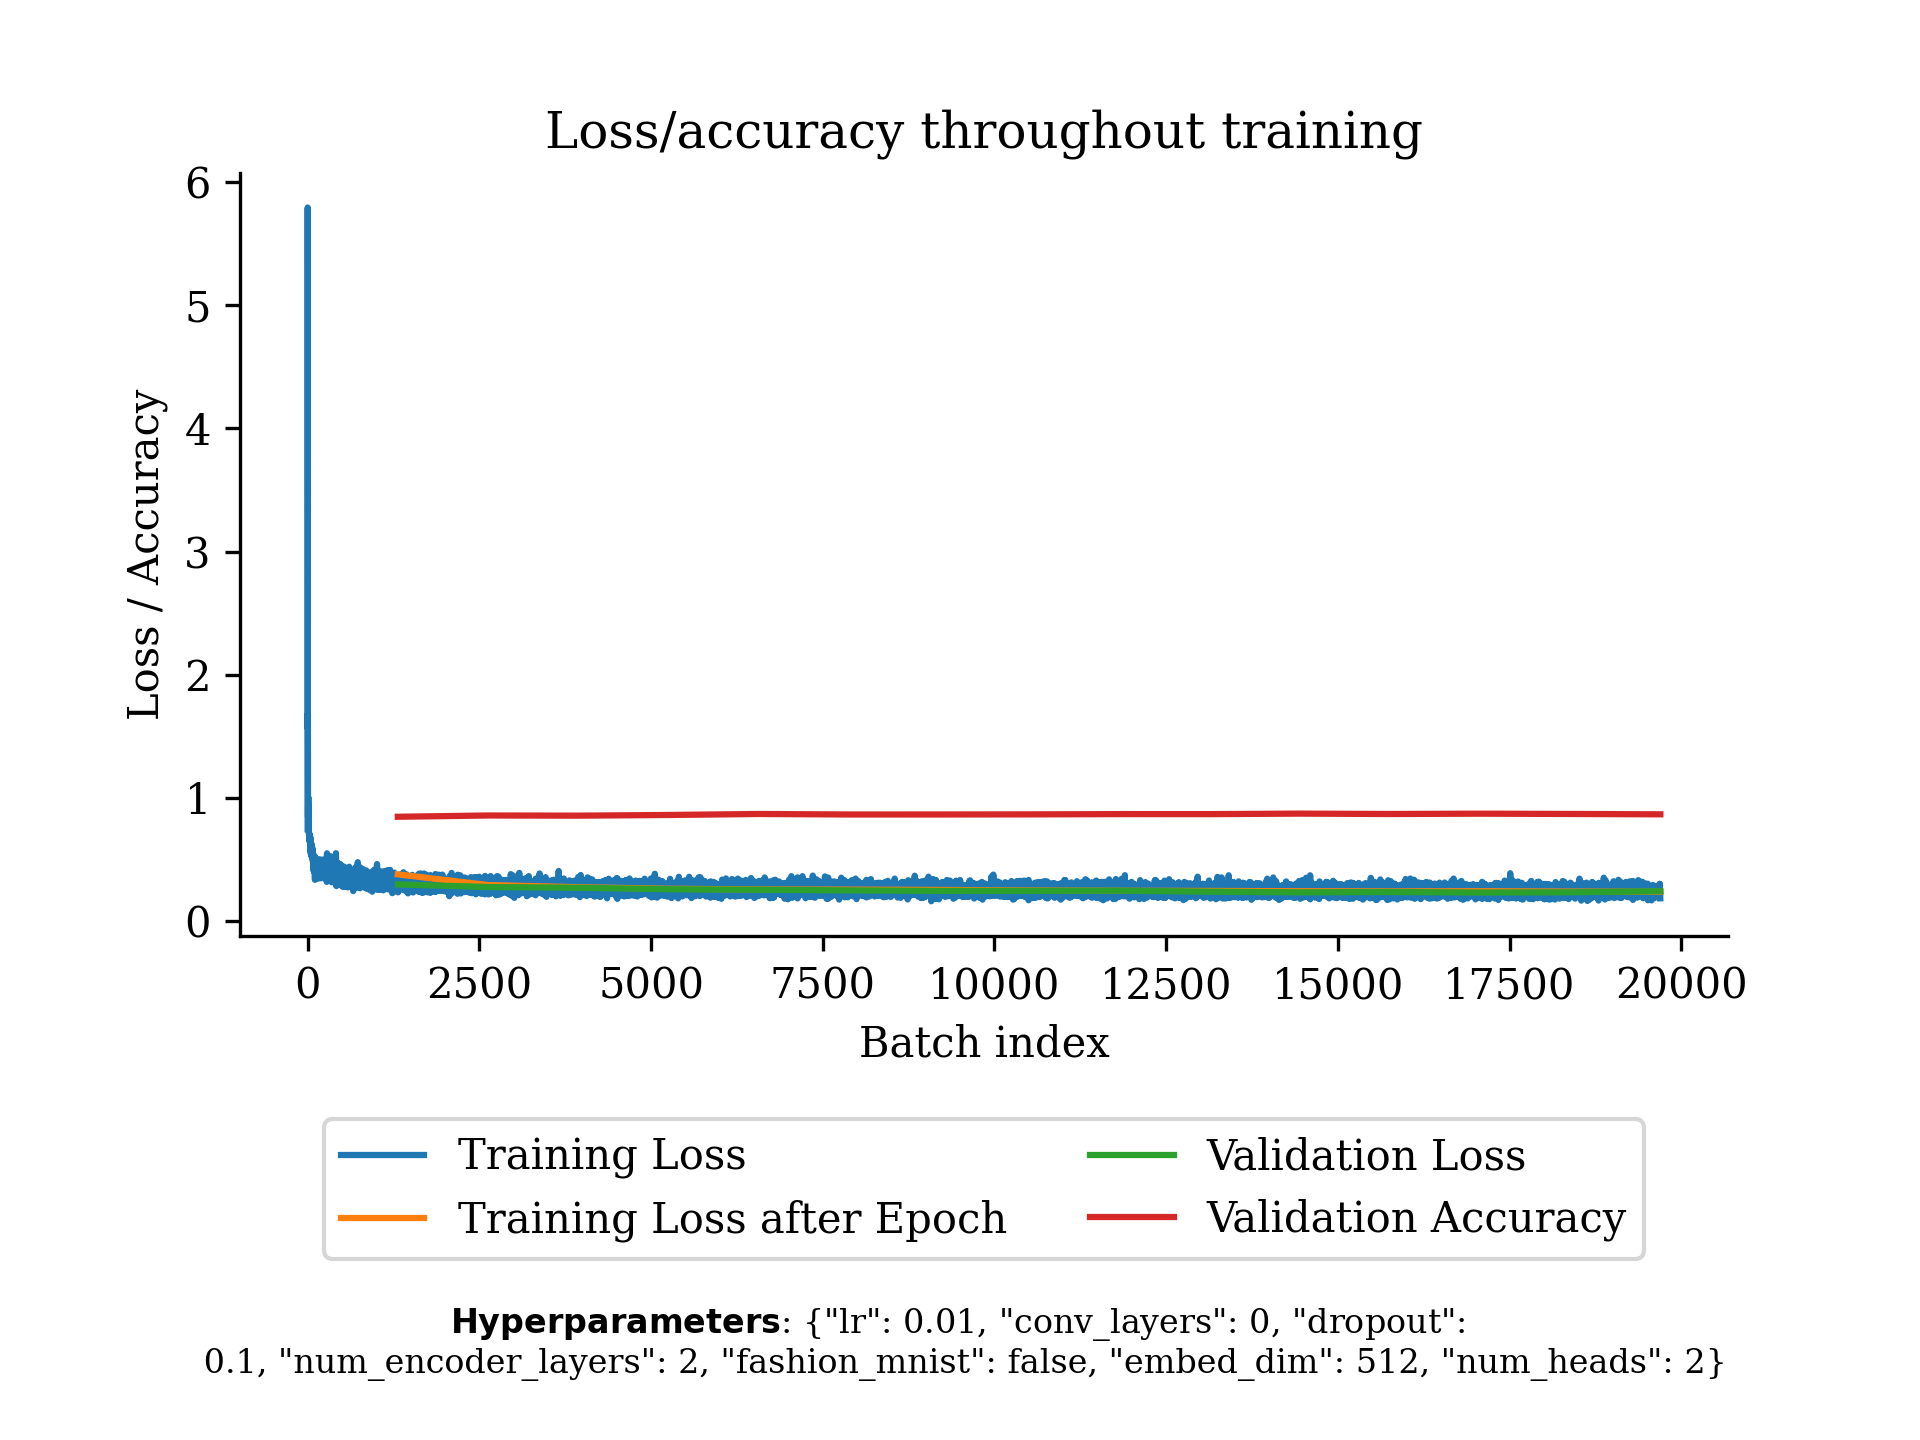 Loss/accuracy throughout training
6
5
4
3
2
1
0
Loss / Accuracy
0 2500 5000 7500 10000 12500 15000 17500 20000
Batch index
Training Loss
Training Loss after Epoch
Validation Loss
Validation Accuracy
Hyperparameters: {"lr": 0.01, "conv_layers": 0, "dropout":
0.1, "num_encoder_layers": 2, "fashion_mnist": false, "embed_dim": 512, "num_heads": 2}